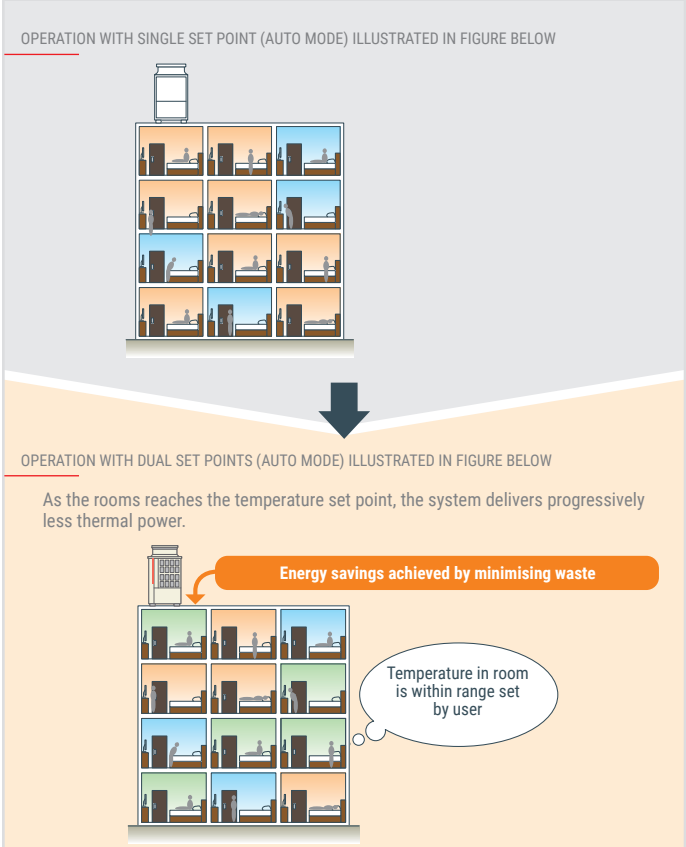 OPERATION WITH SINGLE SET POINT (AUTO MODE) ILLUSTRATED IN FIGURE BELOW
OPERATION WITH DUAL SET POINTS (AUTO MODE) ILLUSTRATED IN FIGURE BELOW
As the rooms reaches the temperature set point, the system delivers progressively
less thermal power.
Energy savings achieved by minimising waste
Temperature in room
is within range set
by user